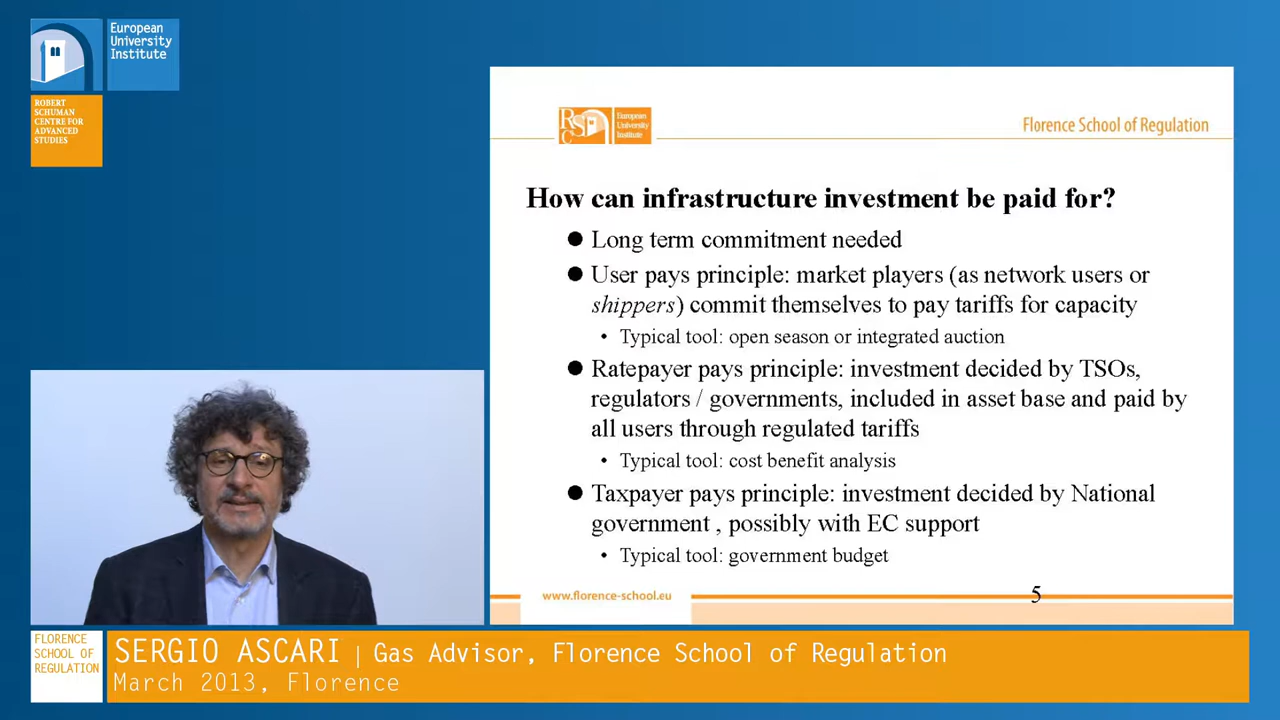 European
University
Institute
ROBERT
SCHUMAN
CENTRE FOR
ADVANCED
STUDIES
RSC
European
University
Institute
Florence School of Regulation
How can infrastructure investment be paid for?
● Long term commitment needed
● User pays principle: market players (as network users or
shippers) commit themselves to pay tariffs for capacity
• Typical tool: open season or integrated auction
● Ratepayer pays principle: investment decided by TSOs,
regulators / governments, included in asset base and paid by
all users through regulated tariffs
• Typical tool: cost benefit analysis
● Taxpayer pays principle: investment decided by National
government , possibly with EC support
• Typical tool: government budget
www.florence-school.eu
5
FLORENCE
SCHOOL OF
REGULATION
SERGIO ASCARI | Gas Advisor, Florence School of Regulation
March 2013, Florence